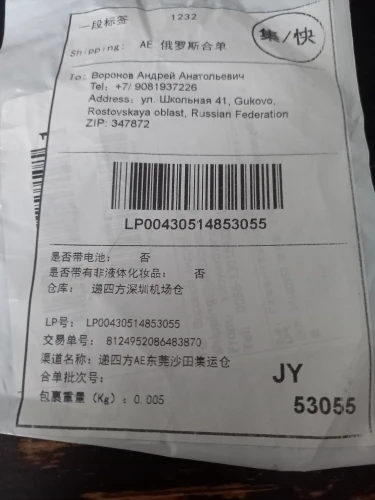 一段标签 1232
集/快
Shipping: AE 俄罗斯合单
To: Воронов Андрей Анатольевич
Tel: +7/ 9081937226
Address: ул. Школьная 41, Gukovo,
Rostovskaya oblast, Russian Federation
ZIP: 347872
LP00430514853055
是否带电池: 否
是否带有非液体化妆品: 否
仓库: 递四方深圳机场仓
LP号: LP00430514853055
交易单号: 8124952086483870
渠道名称: 递四方AE东莞沙田集运仓
合单批次号:
JY
包裹重量 (Kg): 0.005
53055